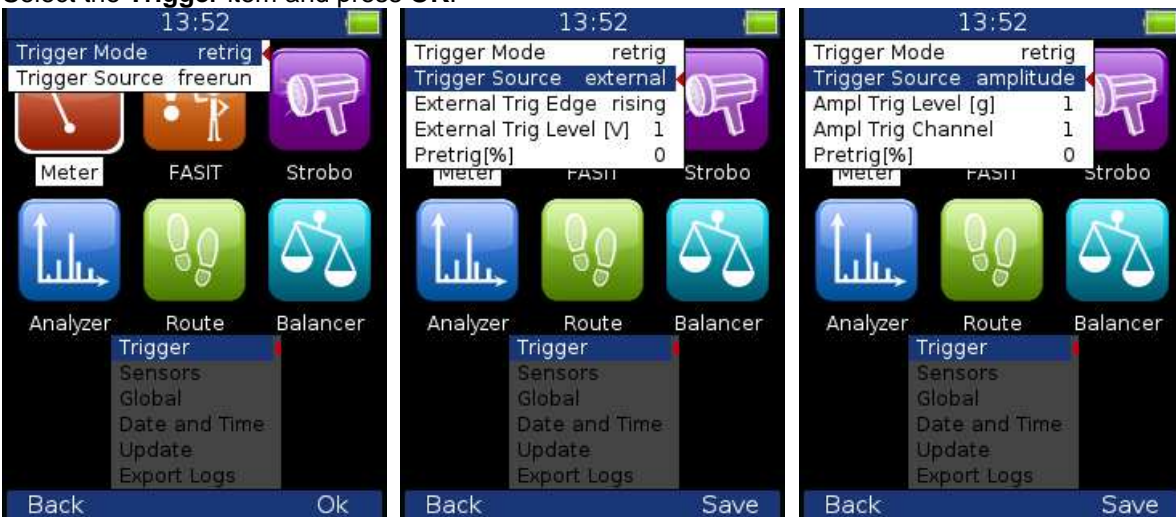 Select the Trigger item and press OK.
13:52
Trigger Mode retrig
Trigger Source freerun
Meter FASIT Strobo
Analyzer Route Balancer
Trigger
Sensors
Global
Date and Time
Update
Export Logs
Back Ok
13:52
Trigger Mode retrig
Trigger Source external
External Trig Edge rising
External Trig Level [V] 1
Pretrig[%] 0
Meter FASIT Strobo
Analyzer Route Balancer
Trigger
Sensors
Global
Date and Time
Update
Export Logs
Back Save
13:52
Trigger Mode retrig
Trigger Source amplitude
Ampl Trig Level [g] 1
Ampl Trig Channel 1
Pretrig[%] 0
Meter FASIT Strobo
Analyzer Route Balancer
Trigger
Sensors
Global
Date and Time
Update
Export Logs
Back Save